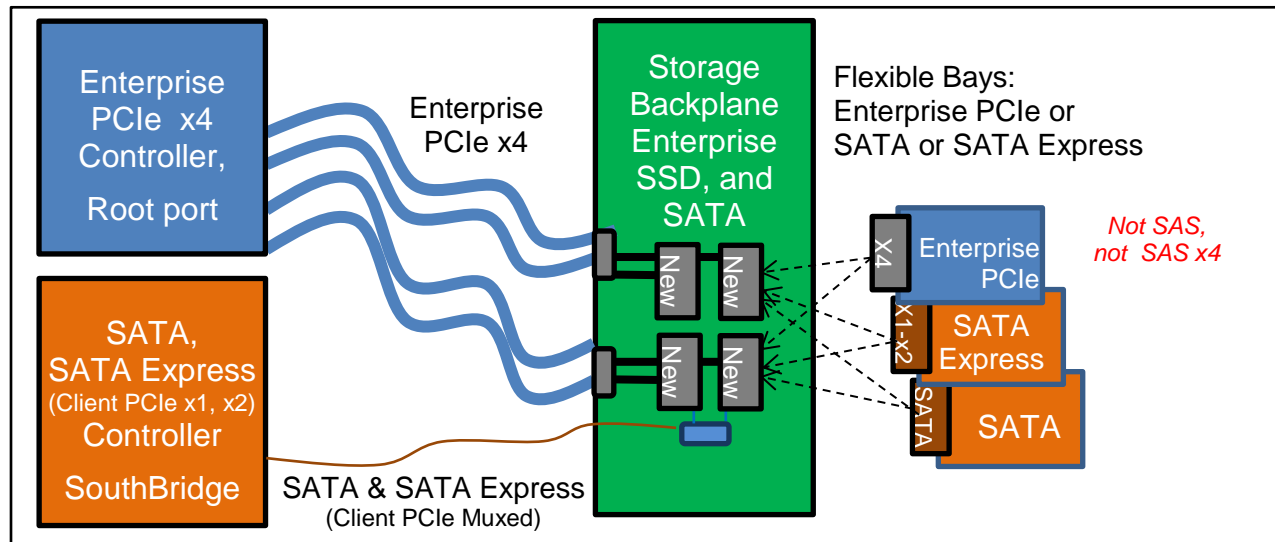 Enterprise
PCIe x4
Controller,
Root port
SATA,
SATA Express
(Client PCIe x1, x2)
Controller
SouthBridge
Enterprise
PCIe x4
SATA & SATA Express
(Client PCIe Muxed)
Storage
Backplane
Enterprise
SSD, and
SATA
New
New
New
New
Flexible Bays:
Enterprise PCIe or
SATA or SATA Express
X4
Enterprise
PCIe
X1-x2
SATA
Express
SATA
SATA
Not SAS,
not SAS x4